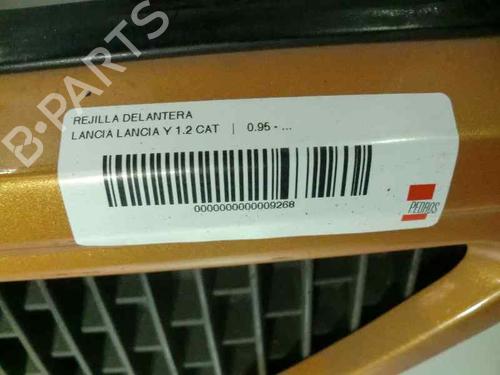 REJILLA DELANTERA
LANCIA LANCIA Y 1.2 CAT | 0.95 - ...
0000000000009268
PEDROS
B-PARTS